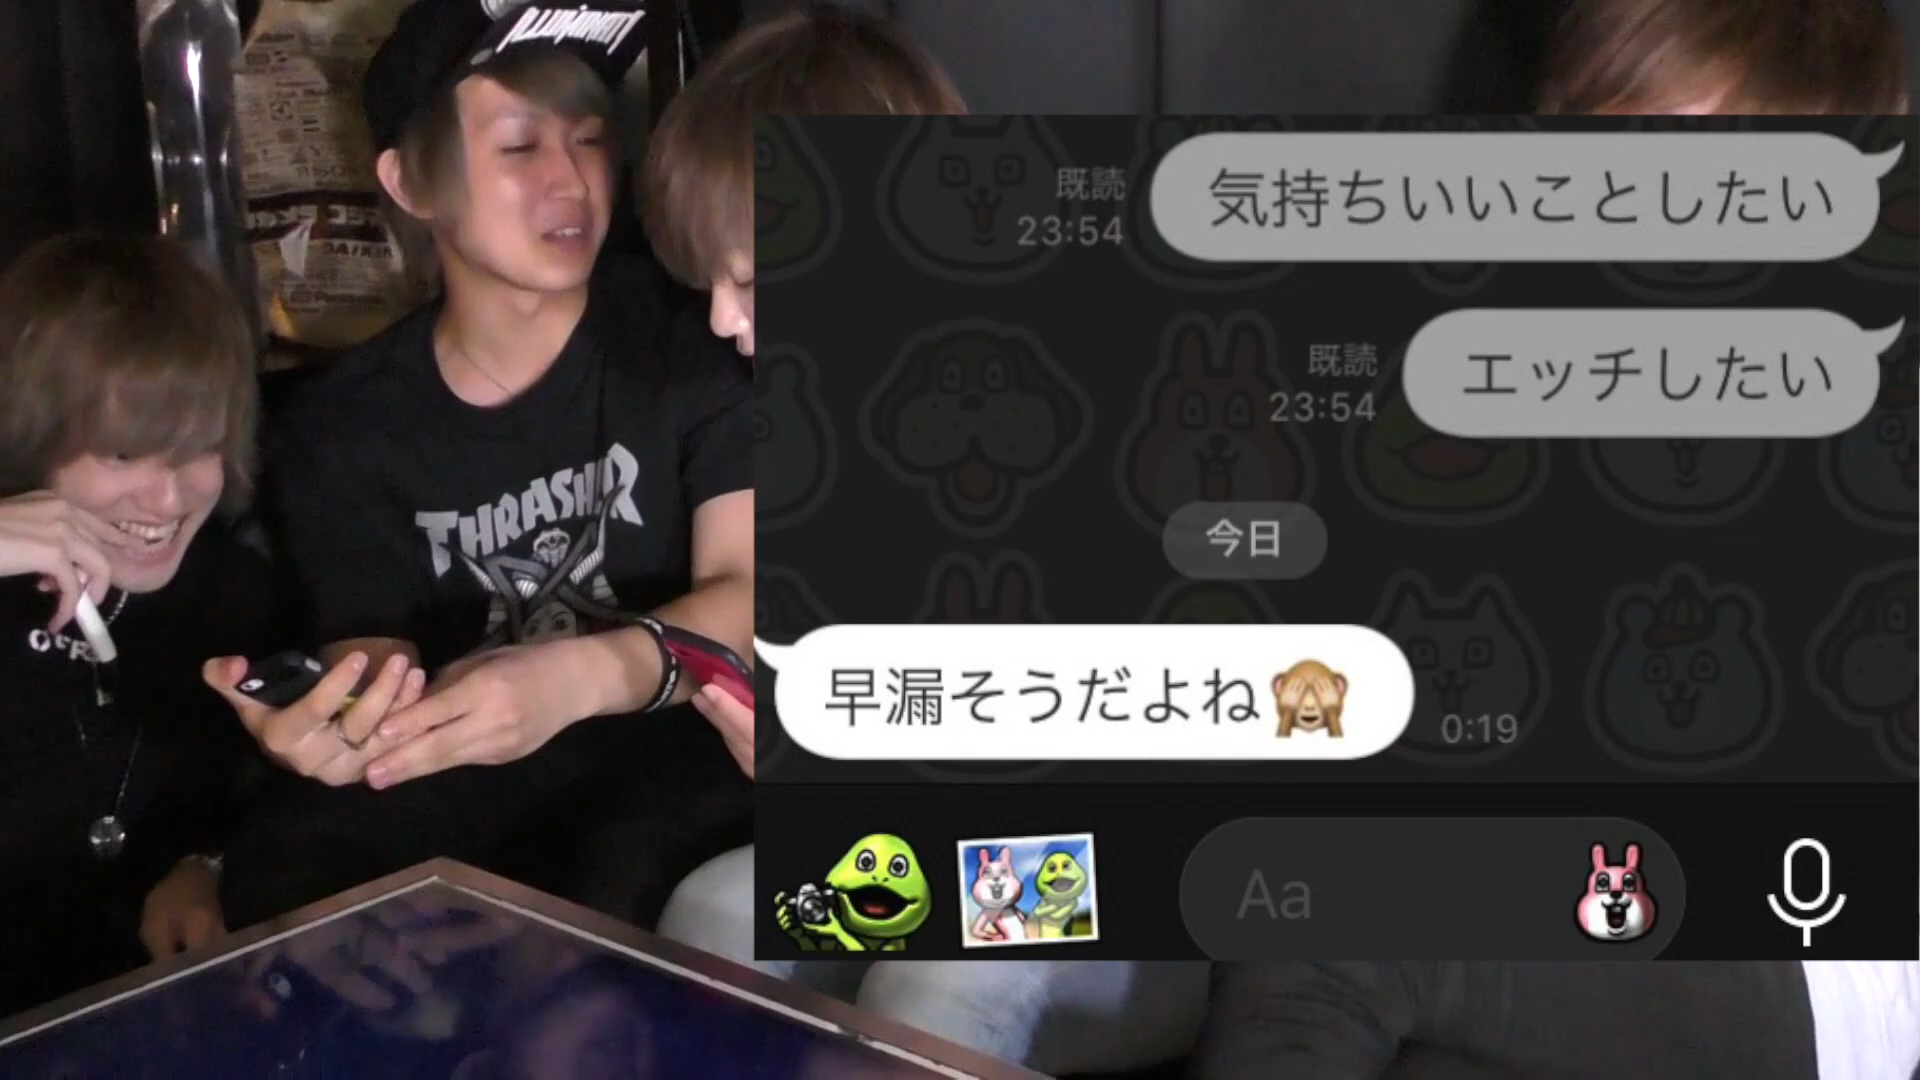 ILLUMINATI
THRASHER
既読
23:54
気持ちいいことしたい
既読
23:54
エッチしたい
今日
早漏そうだよね🙈
0:19
Aa